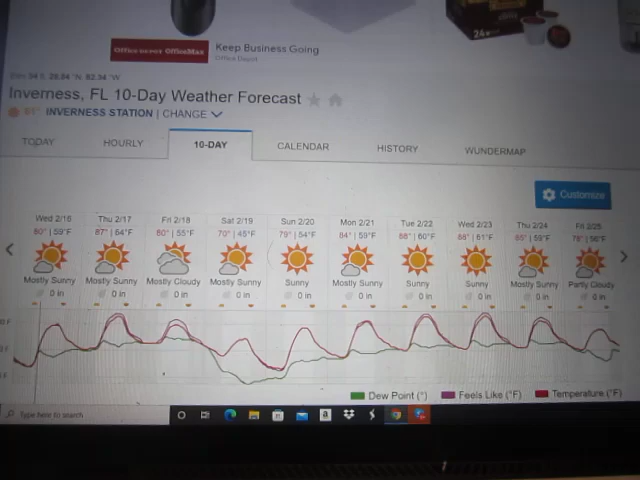 24
Office Depot OfficeMax
Keep Business Going
Office Depot
Inverness, FL 10-Day Weather Forecast
INVERNESS STATION | CHANGE
TODAY HOURLY 10-DAY CALENDAR HISTORY WUNDERMAP
Customize
Wed 2/16 Thu 2/17 Fri 2/18 Sat 2/19 Sun 2/20 Mon 2/21 Tue 2/22 Wed 2/23 Thu 2/24 Fri 2/25
80° | 59°F 87° | 64°F 80° | 55°F 70° | 45°F 79° | 54°F 84° | 59°F 88° | 60°F 88° | 61°F 85° | 59°F 78° | 56°F
Mostly Sunny Mostly Sunny Mostly Cloudy Mostly Sunny Sunny Mostly Sunny Sunny Sunny Mostly Sunny Partly Cloudy
0 in 0 in 0 in 0 in 0 in 0 in 0 in 0 in 0 in 0 in
Dew Point (°) Feels Like (°F) Temperature (°F)
Type here to search